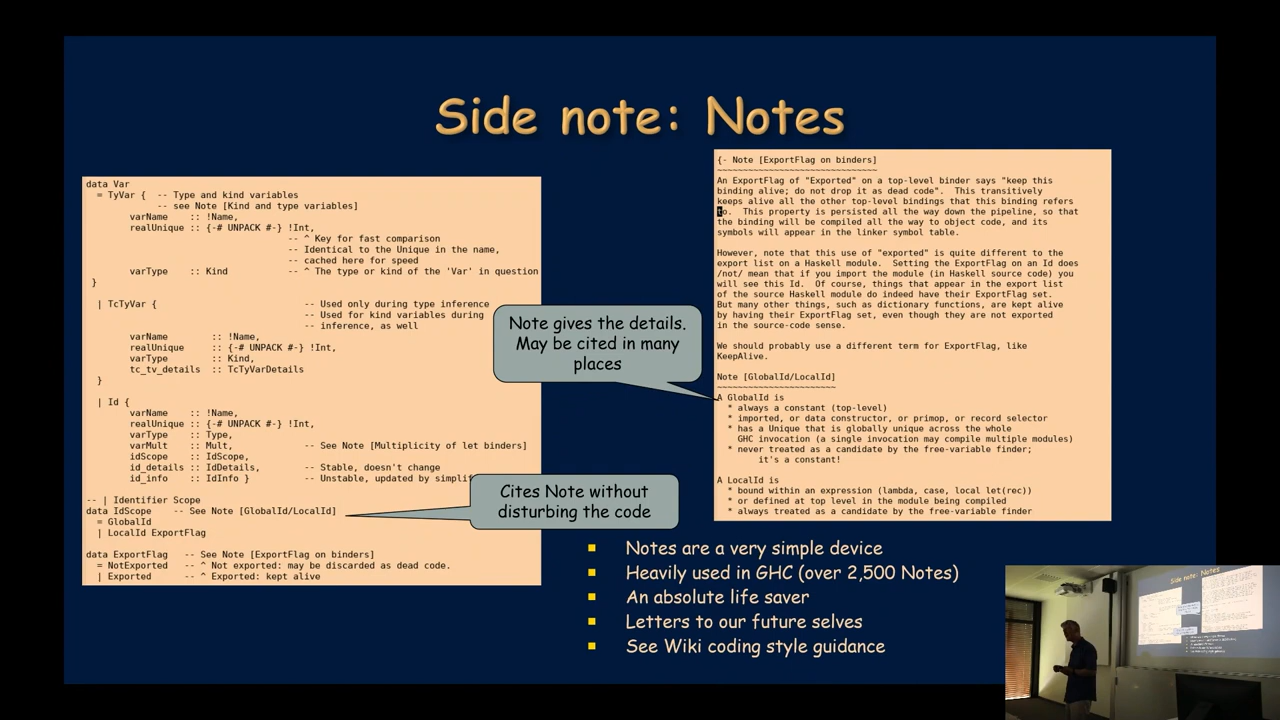 Side note: Notes
data Var
  = TyVar {  -- Type and kind variables
             -- see Note [Kind and type variables]
        varName    :: !Name,
        realUnique :: {-# UNPACK #-} !Int,
                                     -- ^ Key for fast comparison
                                     -- Identical to the Unique in the name,
                                     -- cached here for speed
        varType    :: Kind           -- ^ The type or kind of the 'Var' in question
 }
  | TcTyVar {                           -- Used only during type inference
                                        -- Used for kind variables during
                                        -- inference, as well
        varName        :: !Name,
        realUnique     :: {-# UNPACK #-} !Int,
        varType        :: Kind,
        tc_tv_details  :: TcTyVarDetails
  }
  | Id {
        varName    :: !Name,
        realUnique :: {-# UNPACK #-} !Int,
        varType    :: Type,
        varMult    :: Mult,             -- See Note [Multiplicity of let binders]
        idScope    :: IdScope,
        id_details :: IdDetails,        -- Stable, doesn't change
        id_info    :: IdInfo }          -- Unstable, updated by simplif
-- | Identifier Scope
data IdScope    -- See Note [GlobalId/LocalId]
  = GlobalId
  | LocalId ExportFlag
data ExportFlag   -- See Note [ExportFlag on binders]
  = NotExported   -- ^ Not exported: may be discarded as dead code.
  | Exported      -- ^ Exported: kept alive
Note gives the details.
May be cited in many
places
Cites Note without
disturbing the code
{- Note [ExportFlag on binders]
~~~~~~~~~~~~~~~~~~~~~~~~~~~~~~~
An ExportFlag of "Exported" on a top-level binder says "keep this
binding alive; do not drop it as dead code".  This transitively
keeps alive all the other top-level bindings that this binding refers
to.  This property is persisted all the way down the pipeline, so that
the binding will be compiled all the way to object code, and its
symbols will appear in the linker symbol table.
However, note that this use of "exported" is quite different to the
export list on a Haskell module.  Setting the ExportFlag on an Id does
/not/ mean that if you import the module (in Haskell source code) you
will see this Id.  Of course, things that appear in the export list
of the source Haskell module do indeed have their ExportFlag set.
But many other things, such as dictionary functions, are kept alive
by having their ExportFlag set, even though they are not exported
in the source-code sense.
We should probably use a different term for ExportFlag, like
KeepAlive.
Note [GlobalId/LocalId]
~~~~~~~~~~~~~~~~~~~~~~~
A GlobalId is
  * always a constant (top-level)
  * imported, or data constructor, or primop, or record selector
  * has a Unique that is globally unique across the whole
    GHC invocation (a single invocation may compile multiple modules)
  * never treated as a candidate by the free-variable finder;
        it's a constant!
A LocalId is
  * bound within an expression (lambda, case, local let(rec))
  * or defined at top level in the module being compiled
  * always treated as a candidate by the free-variable finder
Notes are a very simple device
Heavily used in GHC (over 2,500 Notes)
An absolute life saver
Letters to our future selves
See Wiki coding style guidance
Side note: Notes